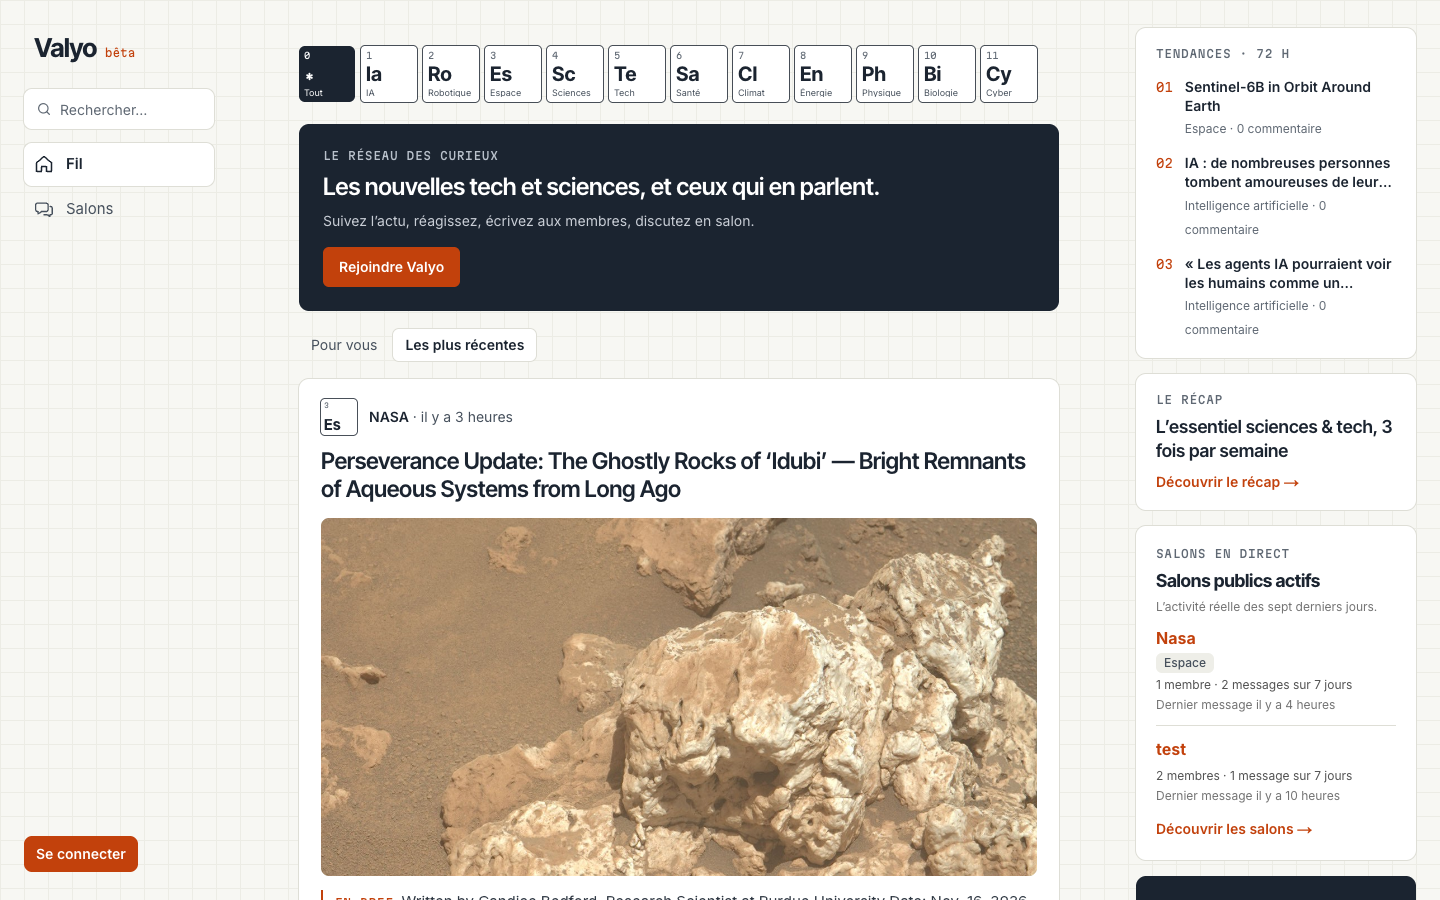 Valyo bêta
Rechercher...
Fil
Salons
Se connecter
0
*
Tout
1
Ia
IA
2
Ro
Robotique
3
Es
Espace
4
Sc
Sciences
5
Te
Tech
6
Sa
Santé
7
Cl
Climat
8
En
Énergie
9
Ph
Physique
10
Bi
Biologie
11
Cy
Cyber
LE RÉSEAU DES CURIEUX
Les nouvelles tech et sciences, et ceux qui en parlent.
Suivez l’actu, réagissez, écrivez aux membres, discutez en salon.
Rejoindre Valyo
Pour vous
Les plus récentes
3
Es
NASA · il y a 3 heures
Perseverance Update: The Ghostly Rocks of ‘Idubi’ — Bright Remnants
of Aqueous Systems from Long Ago
TENDANCES · 72 H
01 Sentinel-6B in Orbit Around
Earth
Espace · 0 commentaire
02 IA : de nombreuses personnes
tombent amoureuses de leur...
Intelligence artificielle · 0
commentaire
03 « Les agents IA pourraient voir
les humains comme un...
Intelligence artificielle · 0
commentaire
LE RÉCAP
L’essentiel sciences & tech, 3
fois par semaine
Découvrir le récap →
SALONS EN DIRECT
Salons publics actifs
L’activité réelle des sept derniers jours.
Nasa
Espace
1 membre · 2 messages sur 7 jours
Dernier message il y a 4 heures
test
2 membres · 1 message sur 7 jours
Dernier message il y a 10 heures
Découvrir les salons →